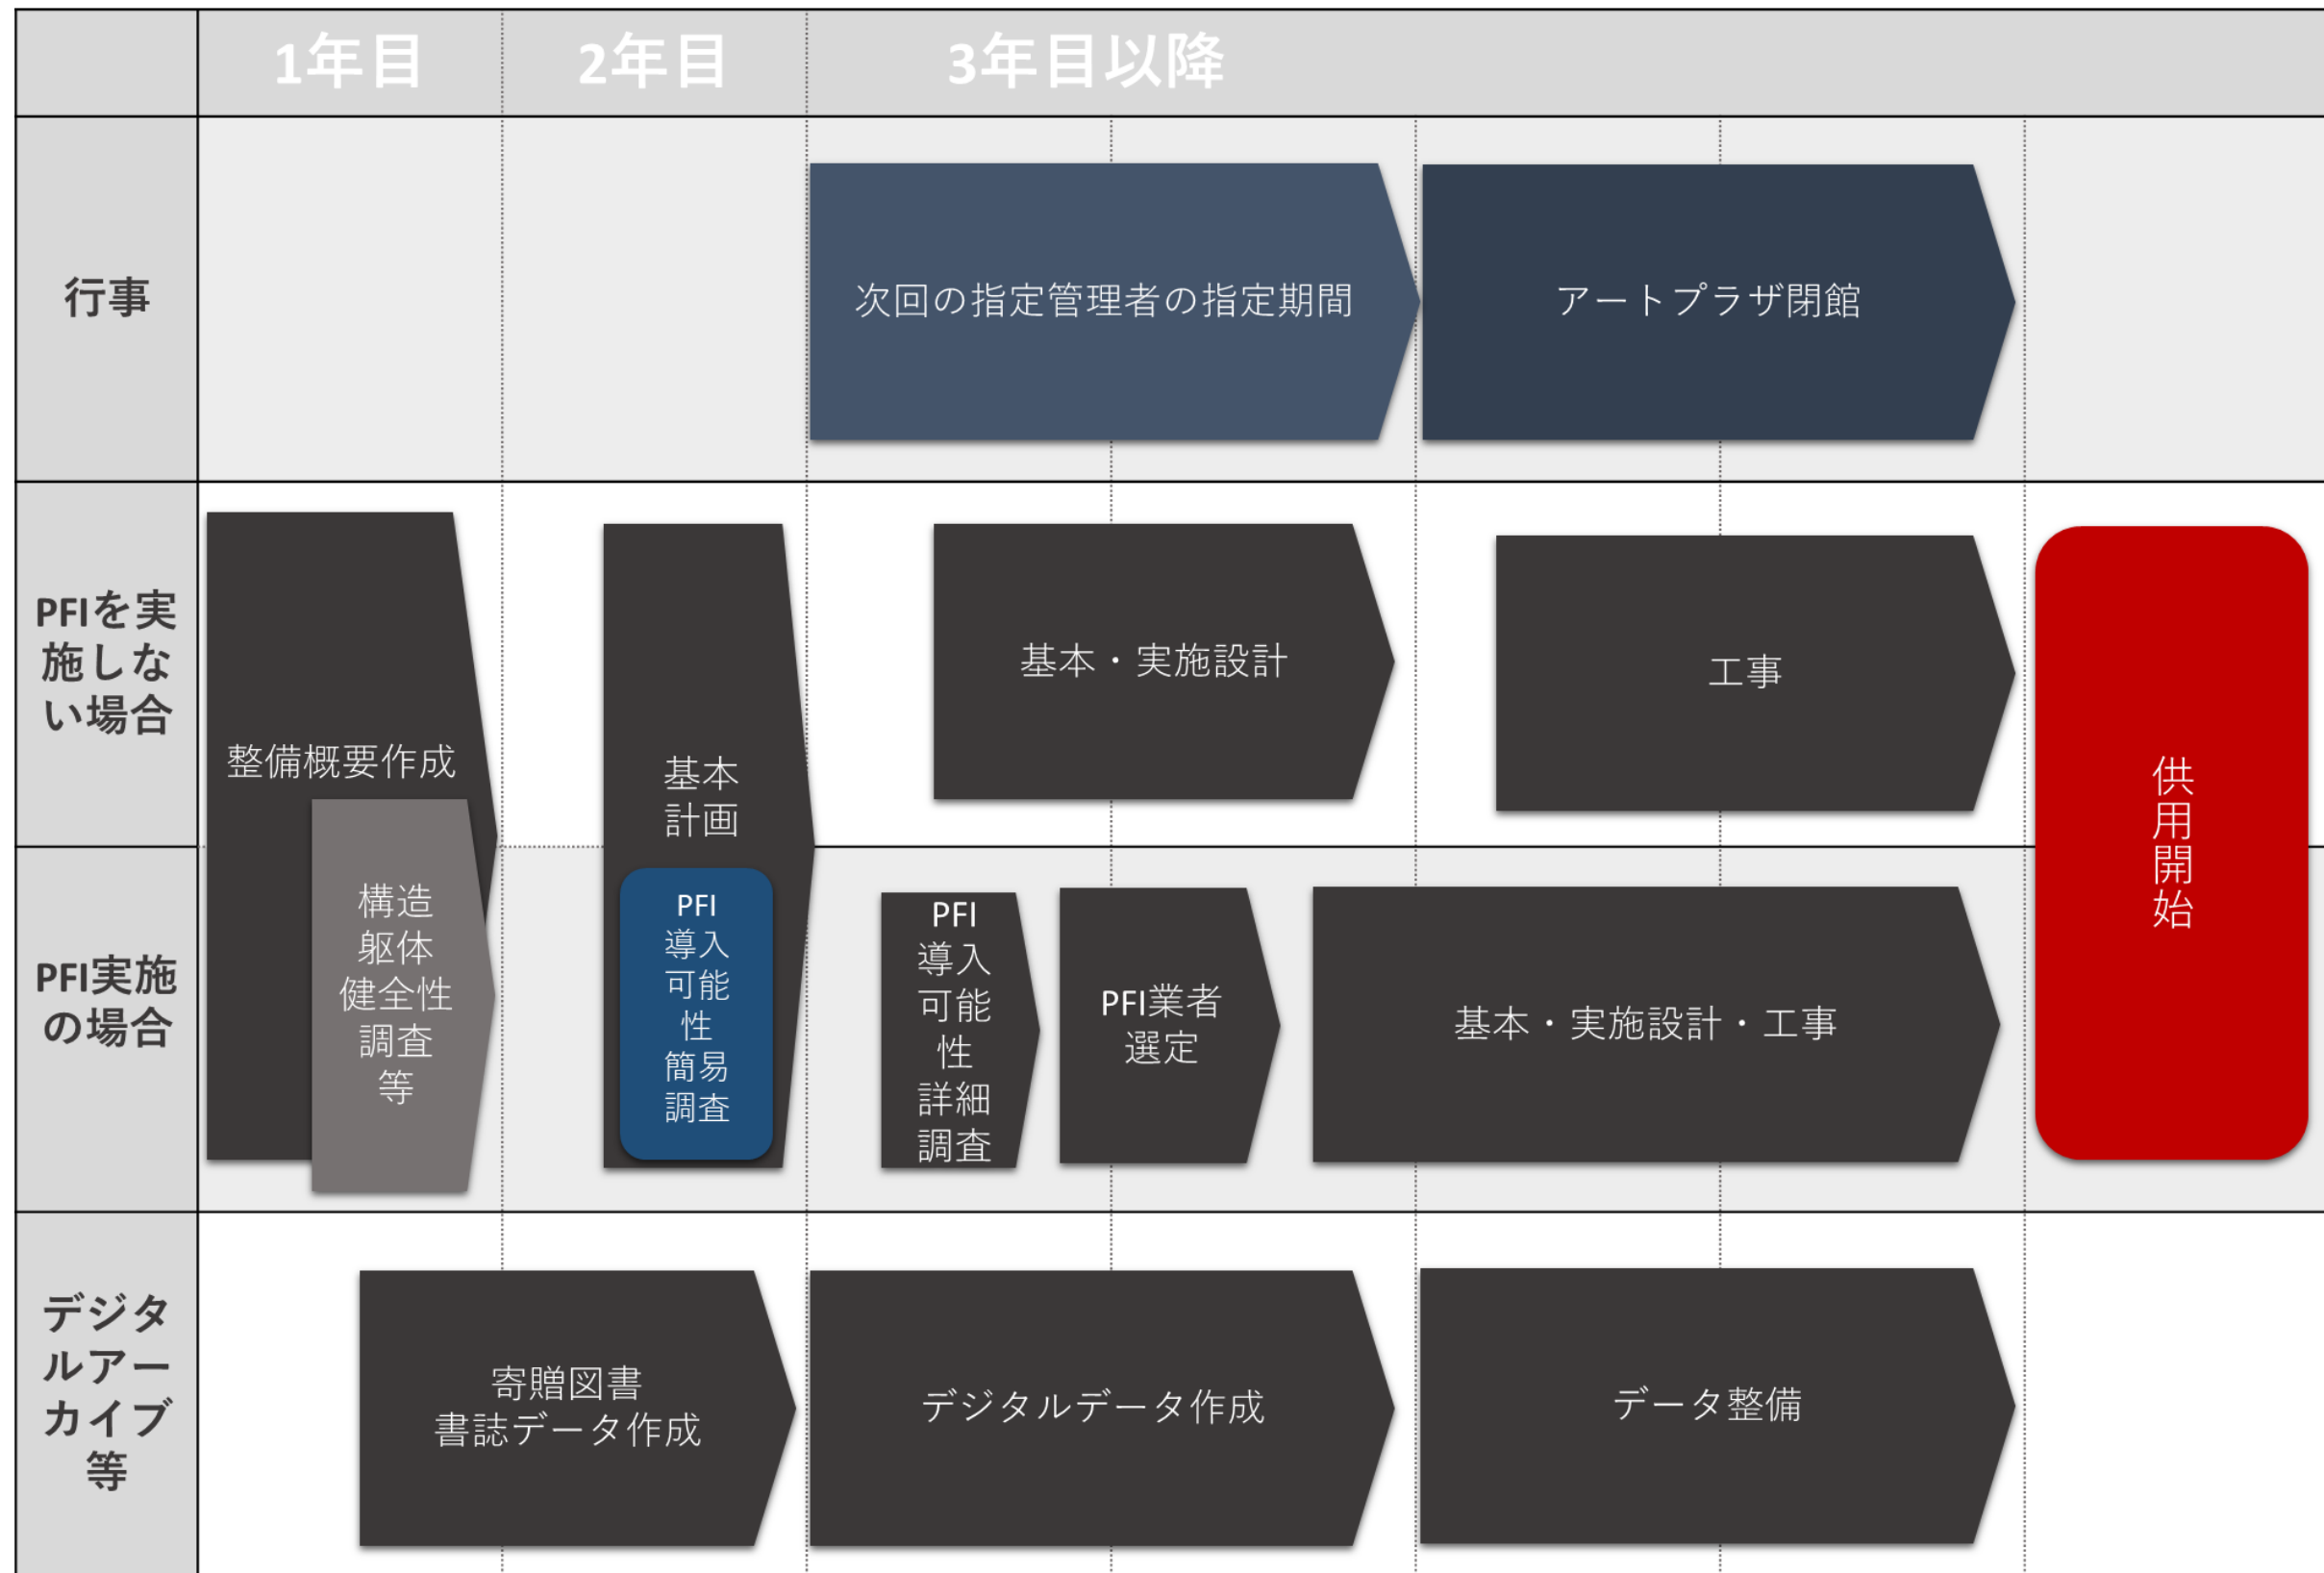 1年目
2年目
3年目以降
行事
次回の指定管理者の指定期間
アートプラザ閉館
PFIを実
施しな
い場合
整備概要作成
基本
計画
基本・実施設計
工事
供用開始
PFI実施
の場合
構造
躯体
健全性
調査
等
PFI
導入
可能
性
簡易
調査
PFI
導入
可能
性
詳細
調査
PFI業者
選定
基本・実施設計・工事
デジタ
ルアー
カイブ
等
寄贈図書
書誌データ作成
デジタルデータ作成
データ整備